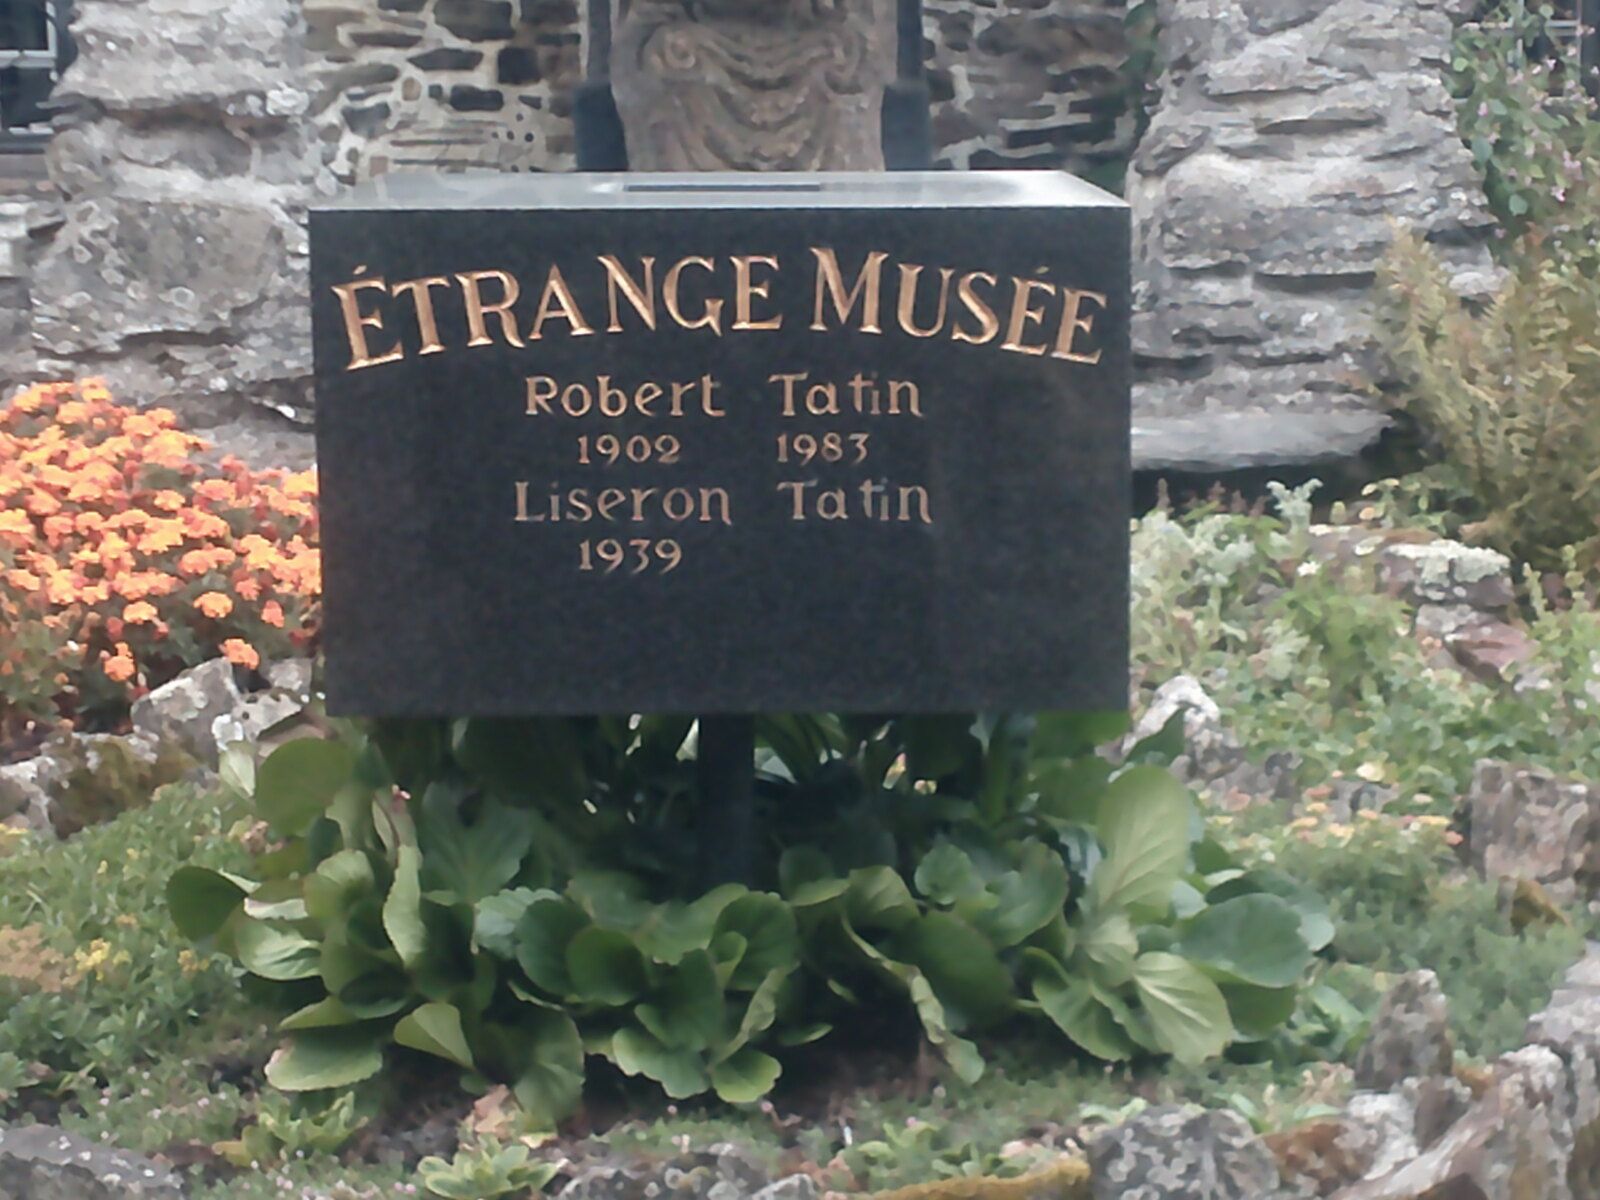 ÉTRANGE MUSÉE
Robert Tatin
1902 1983
Liseron Tatin
1939